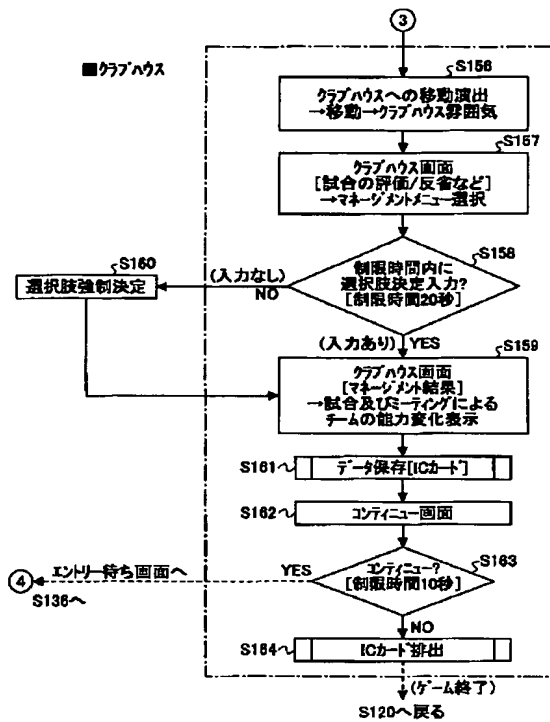 ③
■クラブハウス
S156
クラブハウスへの移動演出
→移動→クラブハウス雰囲気
S157
クラブハウス画面
[試合の評価/反省など]
→マネージメントメニュー選択
S158
制限時間内に
選択肢決定入力?
[制限時間20秒]
(入力なし)
NO
S160
選択肢強制決定
(入力あり) YES
S159
クラブハウス画面
[マネージメント結果]
→試合及びミーティングによる
チームの能力変化表示
S161
データ保存[ICカード]
S162
コンティニュー画面
S163
コンティニュー?
[制限時間10秒]
YES
エントリー待ち画面へ
④
S136へ
NO
S164
ICカード排出
(ゲーム終了)
S120へ戻る